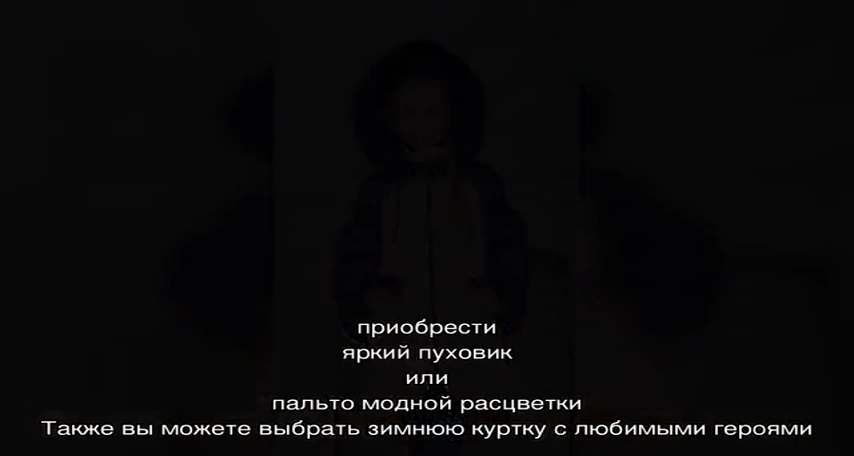 приобрести
яркий пуховик
или
пальто модной расцветки
Также вы можете выбрать зимнюю куртку с любимыми героями